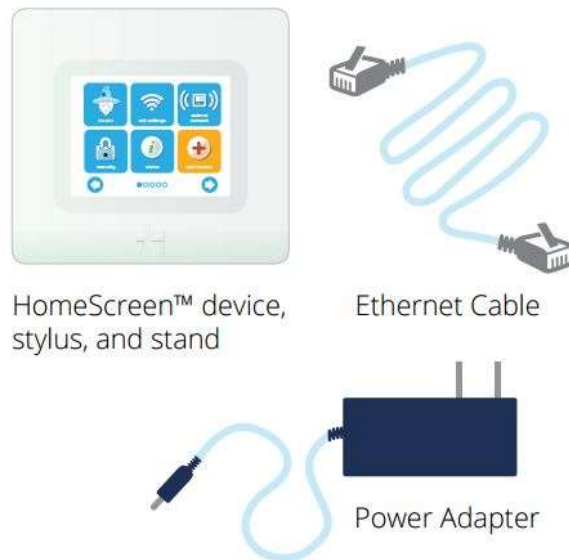 HomeScreen™ device,
stylus, and stand
Ethernet Cable
Power Adapter